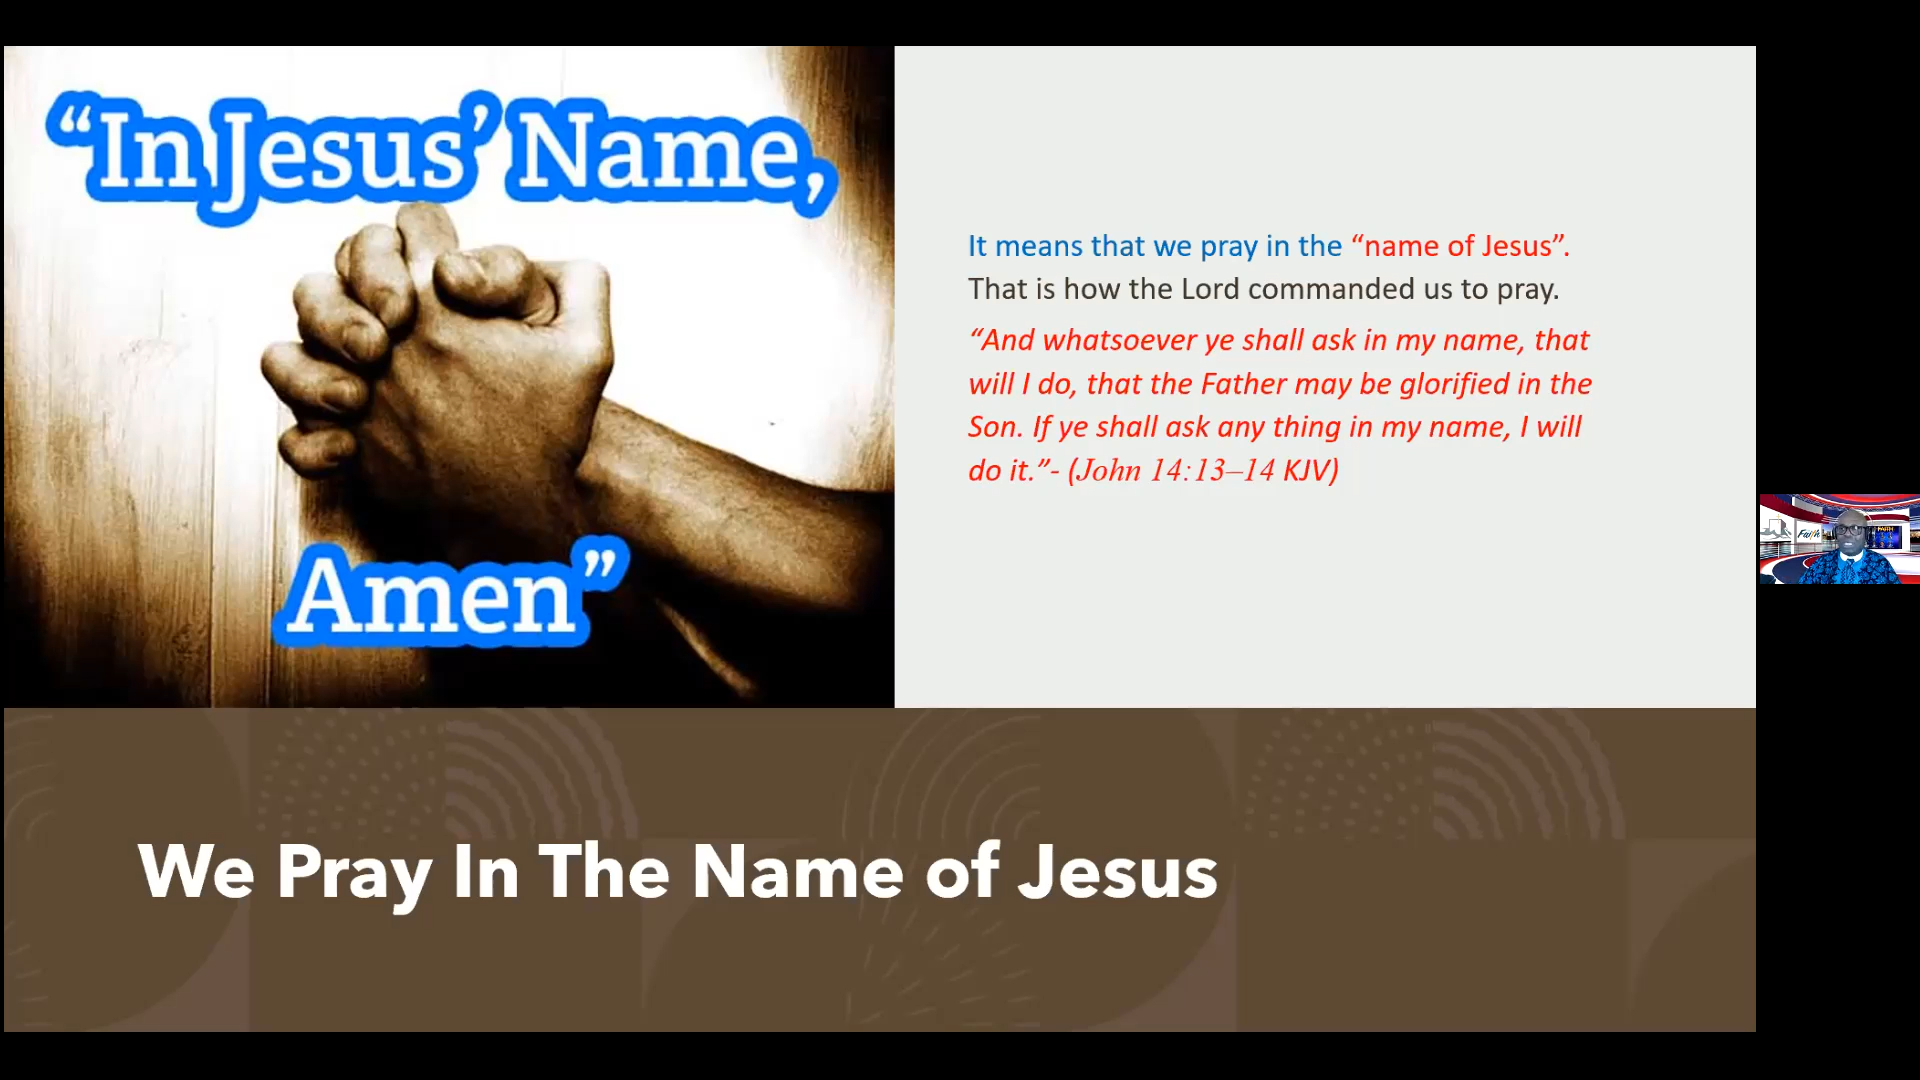 “In Jesus’ Name,
Amen”
It means that we pray in the “name of Jesus”.
That is how the Lord commanded us to pray.
“And whatsoever ye shall ask in my name, that
will I do, that the Father may be glorified in the
Son. If ye shall ask any thing in my name, I will
do it.”- (John 14:13–14 KJV)
Faith
FAITH
We Pray In The Name of Jesus